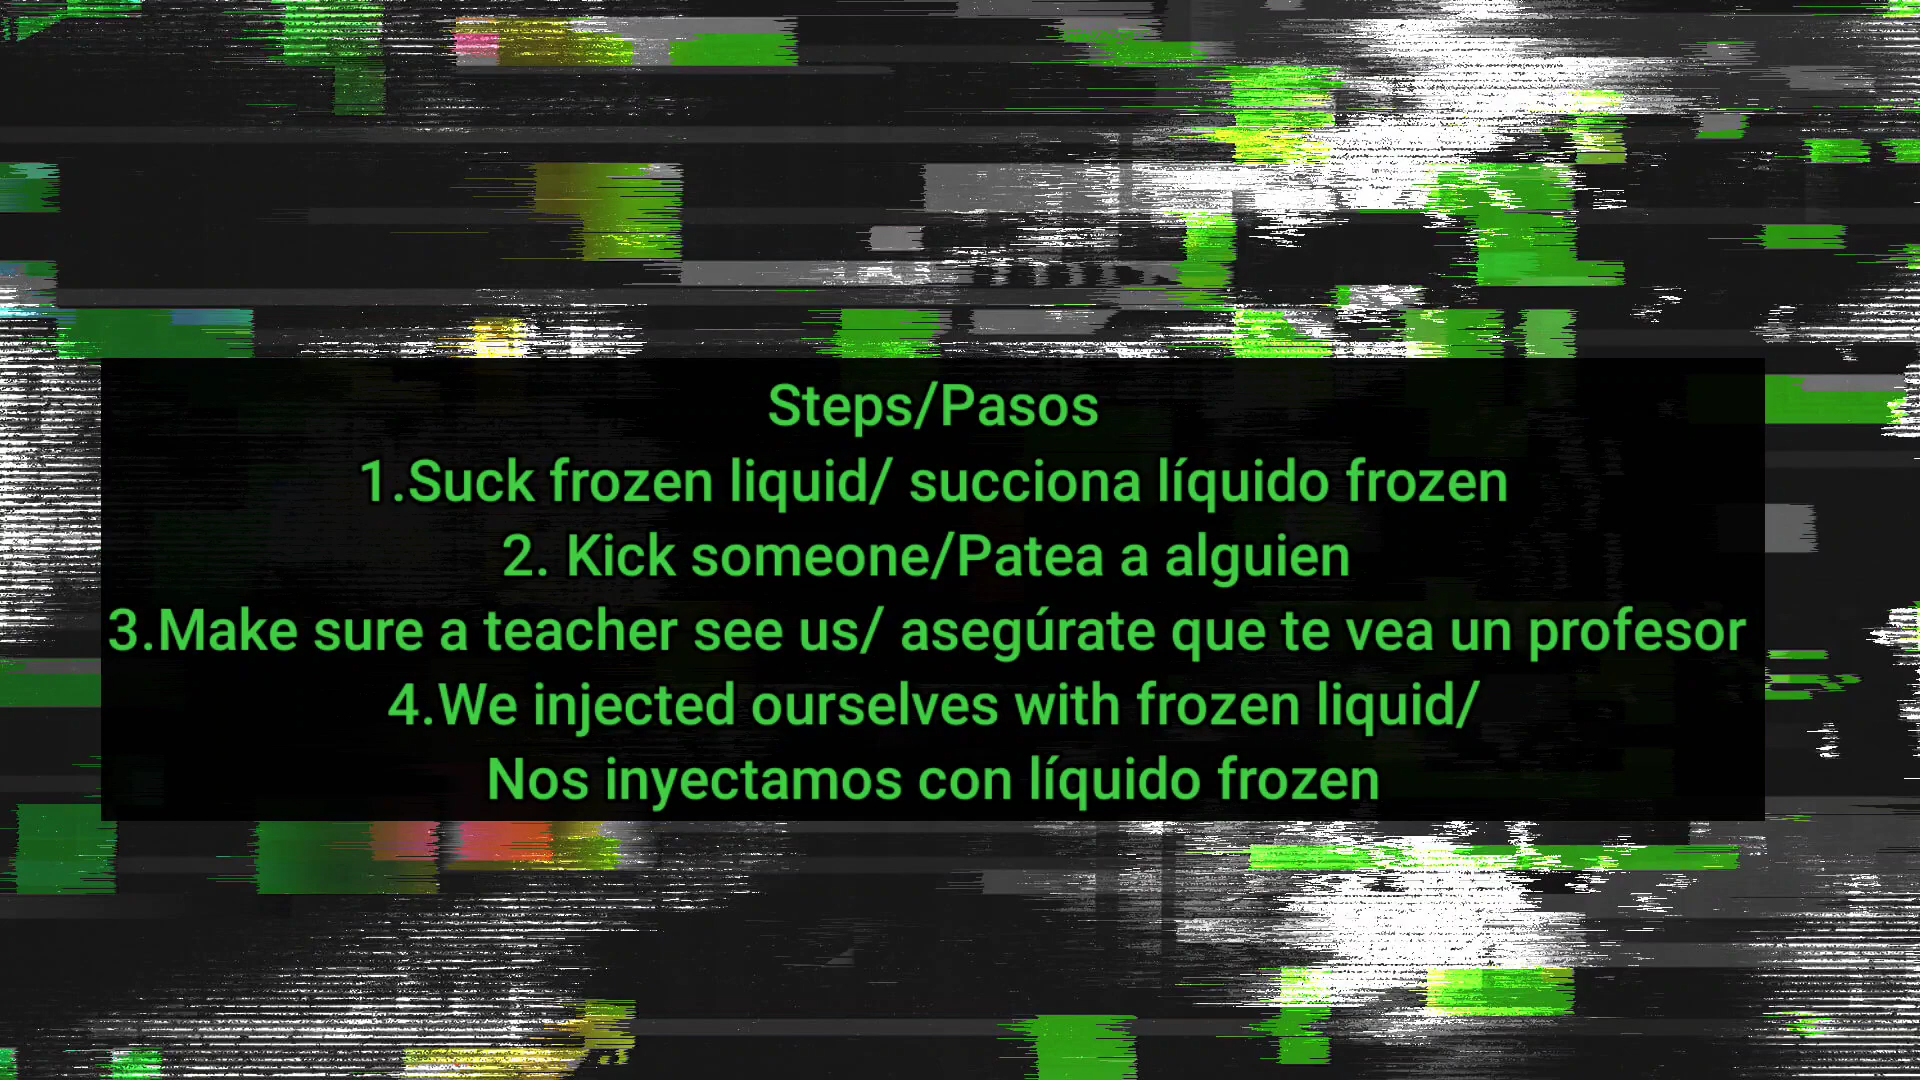 Steps/Pasos
1.Suck frozen liquid/ succiona líquido frozen
2. Kick someone/Patea a alguien
3.Make sure a teacher see us/ asegúrate que te vea un profesor
4.We injected ourselves with frozen liquid/
Nos inyectamos con líquido frozen